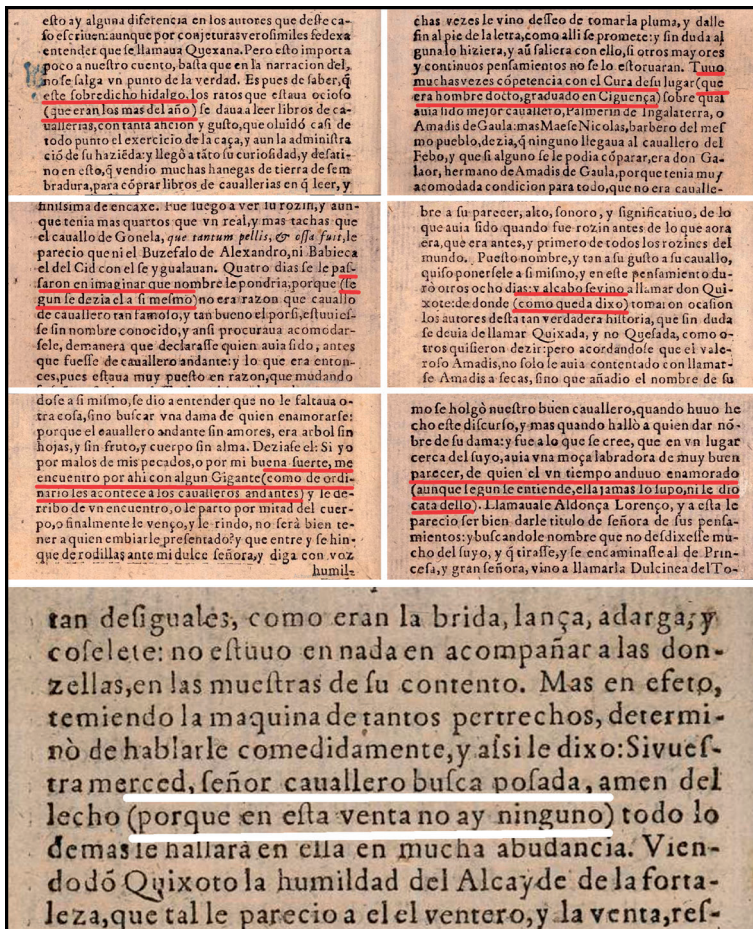 eſto ay alguna diferencia en los autores que deſte ca-
ſo eſcriuen: aunque por conjeturas veroſimiles ſe dexa
entender que ſe llamaua Quexana. Pero eſto importa
poco a nueſtro cuento, baſta que en la narracion del,
no ſe ſalga vn punto de la verdad. Es pues de ſaber, q̃
eſte ſobredicho hidalgo, los ratos que eſtaua ocioſo
(que eran los mas del año) ſe daua a leer libros de ca-
uallerias, con tanta aficion y guſto, que oluidò caſi de
todo punto el exercicio de la caça, y aun la adminiſtra
ciõ de ſu haziẽda: y llegò a tãto ſu curioſidad, y deſati-
no en eſto, q̃ vendio muchas hanegas de tierra de ſem
bradura, para cõprar libros de cauallerias en q̃ leer, y
chas vezes le vino deſſeo de tomar la pluma, y dalle
fin al pie de la letra, como alli ſe promete: y ſin duda al
guna lo hiziera, y aũ ſaliera con ello, ſi otros mayores
y continuos penſamientos no ſe lo eſtoruaran. Tuuo
muchas vezes cõpetencia con el Cura de ſu lugar (que
era hombre docto, graduado en Ciguença) ſobre qual
auia ſido mejor cauallero, Palmerin de Ingalaterra, o
Amadis de Gaula: mas Maeſe Nicolas, barbero del meſ
mo pueblo, dezia, q̃ ninguno llegaua al cauallero del
Febo, y que ſi alguno ſe le podia cõparar, era don Ga-
laor, hermano de Amadis de Gaula, porque tenia muy
acomodada condicion para todo, que no era caualle-
finiſsima de encaxe. Fue luego a ver ſu rozin, y aun-
que tenia mas quartos que vn real, y mas tachas que
el cauallo de Gonela, que tantum pellis, & oſſa fuit, le
parecio que ni el Buzefalo de Alexandro, ni Babieca
el del Cid con el ſe ygualauan. Quatro dias ſe le paſ-
ſaron en imaginar que nombre le pondria, porque (ſe
gun ſe dezia el a ſi meſmo) no era razon que cauallo
de cauallero tan famoſo, y tan bueno el por ſi, eſtuuieſ-
ſe ſin nombre conocido, y anſi procuraua acomodar-
ſele, de manera que declaraſſe quien auia ſido, antes
que fueſſe de cauallero andante: y lo que era enton-
ces, pues eſtaua muy pueſto en razon, que mudando
bre a ſu parecer, alto, ſonoro, y ſignificatiuo, de lo
que auia ſido quando fue rozin antes de lo que aora
era, que era antes, y primero de todos los rozines del
mundo. Pueſto nombre, y tan a ſu guſto a ſu cauallo,
quiſo ponerſele a ſi miſmo, y en eſte penſamiento du-
rò otros ocho dias: y al cabo ſe vino a llamar don Qui-
xote: de donde (como queda dixo) tomaron ocaſion
los autores deſta tan verdadera hiſtoria, que ſin duda
ſe deuia de llamar Quixada, y no Queſada, como o-
tros quiſieron dezir: pero acordandoſe que el vale-
roſo Amadis, no ſolo ſe auia contentado con llamar-
ſe Amadis a ſecas, ſino que añadio el nombre de ſu
doſe a ſi miſmo, ſe dio a entender que no le faltaua o-
tra coſa, ſino buſcar vna dama de quien enamorarſe:
porque el cauallero andante ſin amores, era arbol ſin
hojas, y ſin fruto, y cuerpo ſin alma. Deziaſe el: Si yo
por malos de mis pecados, o por mi buena ſuerte, me
encuentro por ahi con algun Gigante (como de ordi-
nario les acontece a los caualleros andantes) y le de-
rribo de vn encuentro, o le parto por mitad del cuer-
po, o finalmente le venço, y le rindo, no ſerà bien te-
ner a quien embiarle preſentado? y que entre y ſe hin-
que de rodillas ante mi dulce ſeñora, y diga con voz
humil-
mo ſe holgò nueſtro buen cauallero, quando huuo he
cho eſte diſcurſo, y mas quando hallò a quien dar nõ-
bre de ſu dama: y fue a lo que ſe cree, que en vn lugar
cerca del ſuyo, auia vna moça labradora de muy buen
parecer, de quien el vn tiempo anduuo enamorado
(aunque ſegun ſe entiende, ella jamas lo ſupo, ni le dio
cata dello). Llamauaſe Aldonça Lorenço, y a eſta le
parecio ſer bien darle titulo de ſeñora de ſus penſa-
mientos: y buſcandole nombre que no deſdixeſſe mu-
cho del ſuyo, y q̃ tiraſſe, y ſe encaminaſſe al de Prin-
ceſa, y gran ſeñora, vino a llamarla Dulcinea del To-
tan deſiguales, como eran la brida, lança, adarga, y
coſelete: no eſtuuo en nada en acompañar a las don-
zellas, en las mueſtras de ſu contento. Mas en efeto,
temiendo la maquina de tantos pertrechos, determi-
nò de hablarle comedidamente, y aſsi le dixo: Si vueſ-
tra merced, ſeñor cauallero buſca poſada, amen del
lecho (porque en eſta venta no ay ninguno) todo lo
demas ſe hallarà en ella en mucha abũdancia. Vien-
do dõ Quixoto la humildad del Alcayde de la forta-
leza, que tal le parecio a el el ventero, y la venta, reſ-